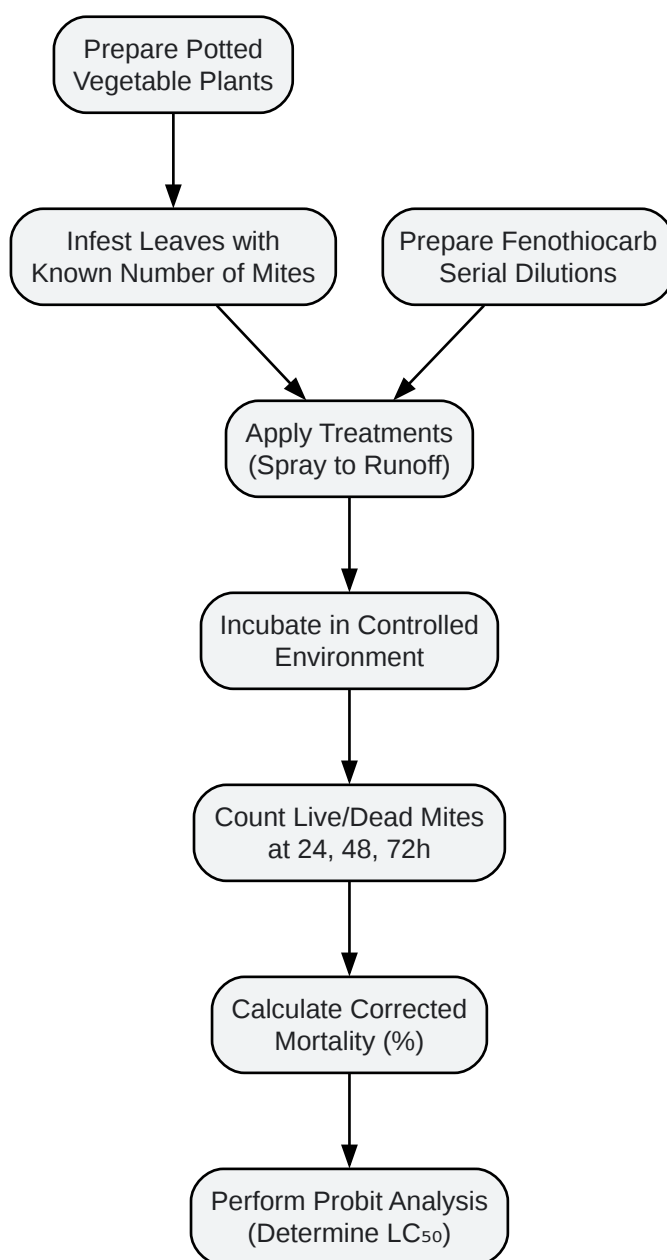 Prepare Potted
Vegetable Plants
Infest Leaves with
Known Number of Mites
Prepare Fenothiocarb
Serial Dilutions
Apply Treatments
(Spray to Runoff)
Incubate in Controlled
Environment
Count Live/Dead Mites
at 24, 48, 72h
Calculate Corrected
Mortality (%)
Perform Probit Analysis
(Determine LC₅₀)